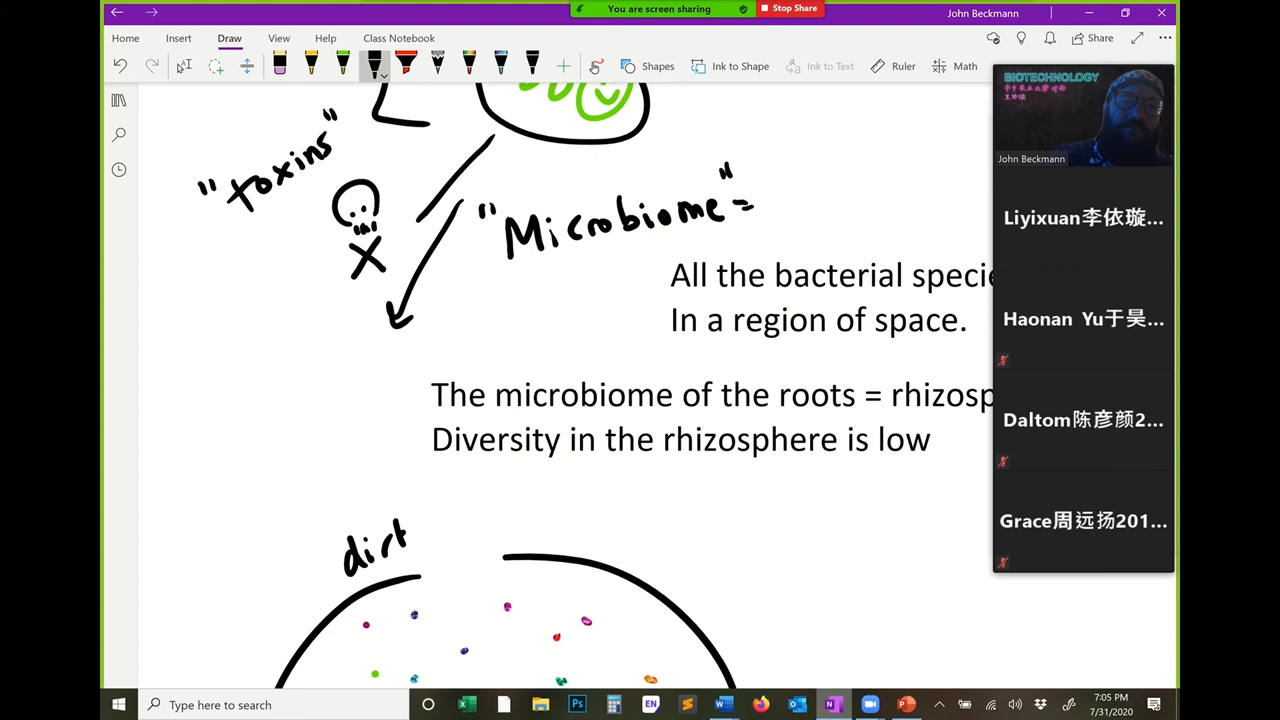 You are screen sharing
Stop Share
John Beckmann
Home Insert Draw View Help Class Notebook
Share
Shapes
Ink to Shape
Ink to Text
Ruler
Math
BIOTECHNOLOGY
John Beckmann
Liyixuan李依璇...
Haonan Yu于昊...
Daltom陈彦颜2...
Grace周远扬201...
"toxins"
"Microbiome"=
All the bacterial specie
In a region of space.
The microbiome of the roots = rhizosp
Diversity in the rhizosphere is low
dirt
Type here to search
EN
7:05 PM
7/31/2020